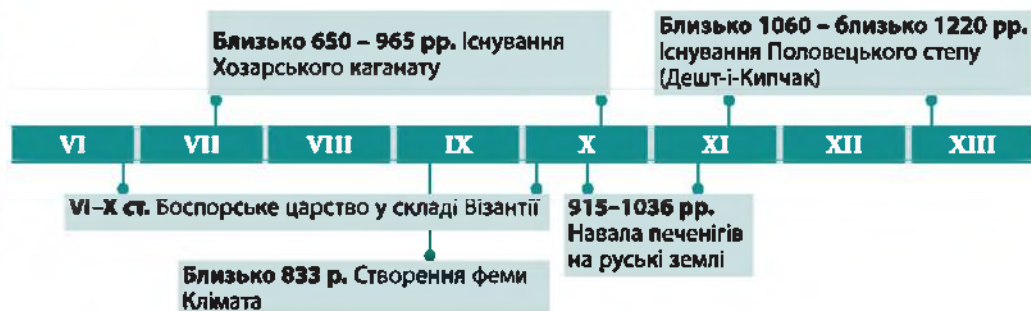 Близько 650 – 965 рр. Існування
Хозарського каганату
Близько 1060 – близько 1220 рр.
Існування Половецького степу
(Дешт-і-Кипчак)
VI VII VIII IX X XI XII XIII
VI–X ст. Боспорське царство у складі Візантії
915–1036 рр.
Навала печенігів
на руські землі
Близько 833 р. Створення феми
Клімата